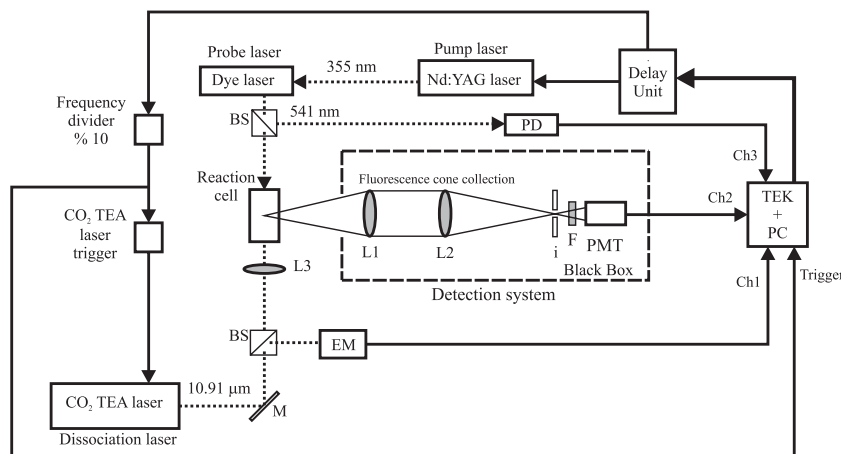 Probe laser
Dye laser
355 nm
Pump laser
Nd:YAG laser
Delay
Unit
Frequency
divider
% 10
BS
541 nm
PD
Ch3
Reaction
cell
Fluorescence cone collection
L1
L2
i
F
PMT
Black Box
Detection system
Ch2
TEK
+
PC
Ch1
Trigger
CO2 TEA
laser
trigger
L3
BS
EM
CO2 TEA laser
10.91 μm
M
Dissociation laser